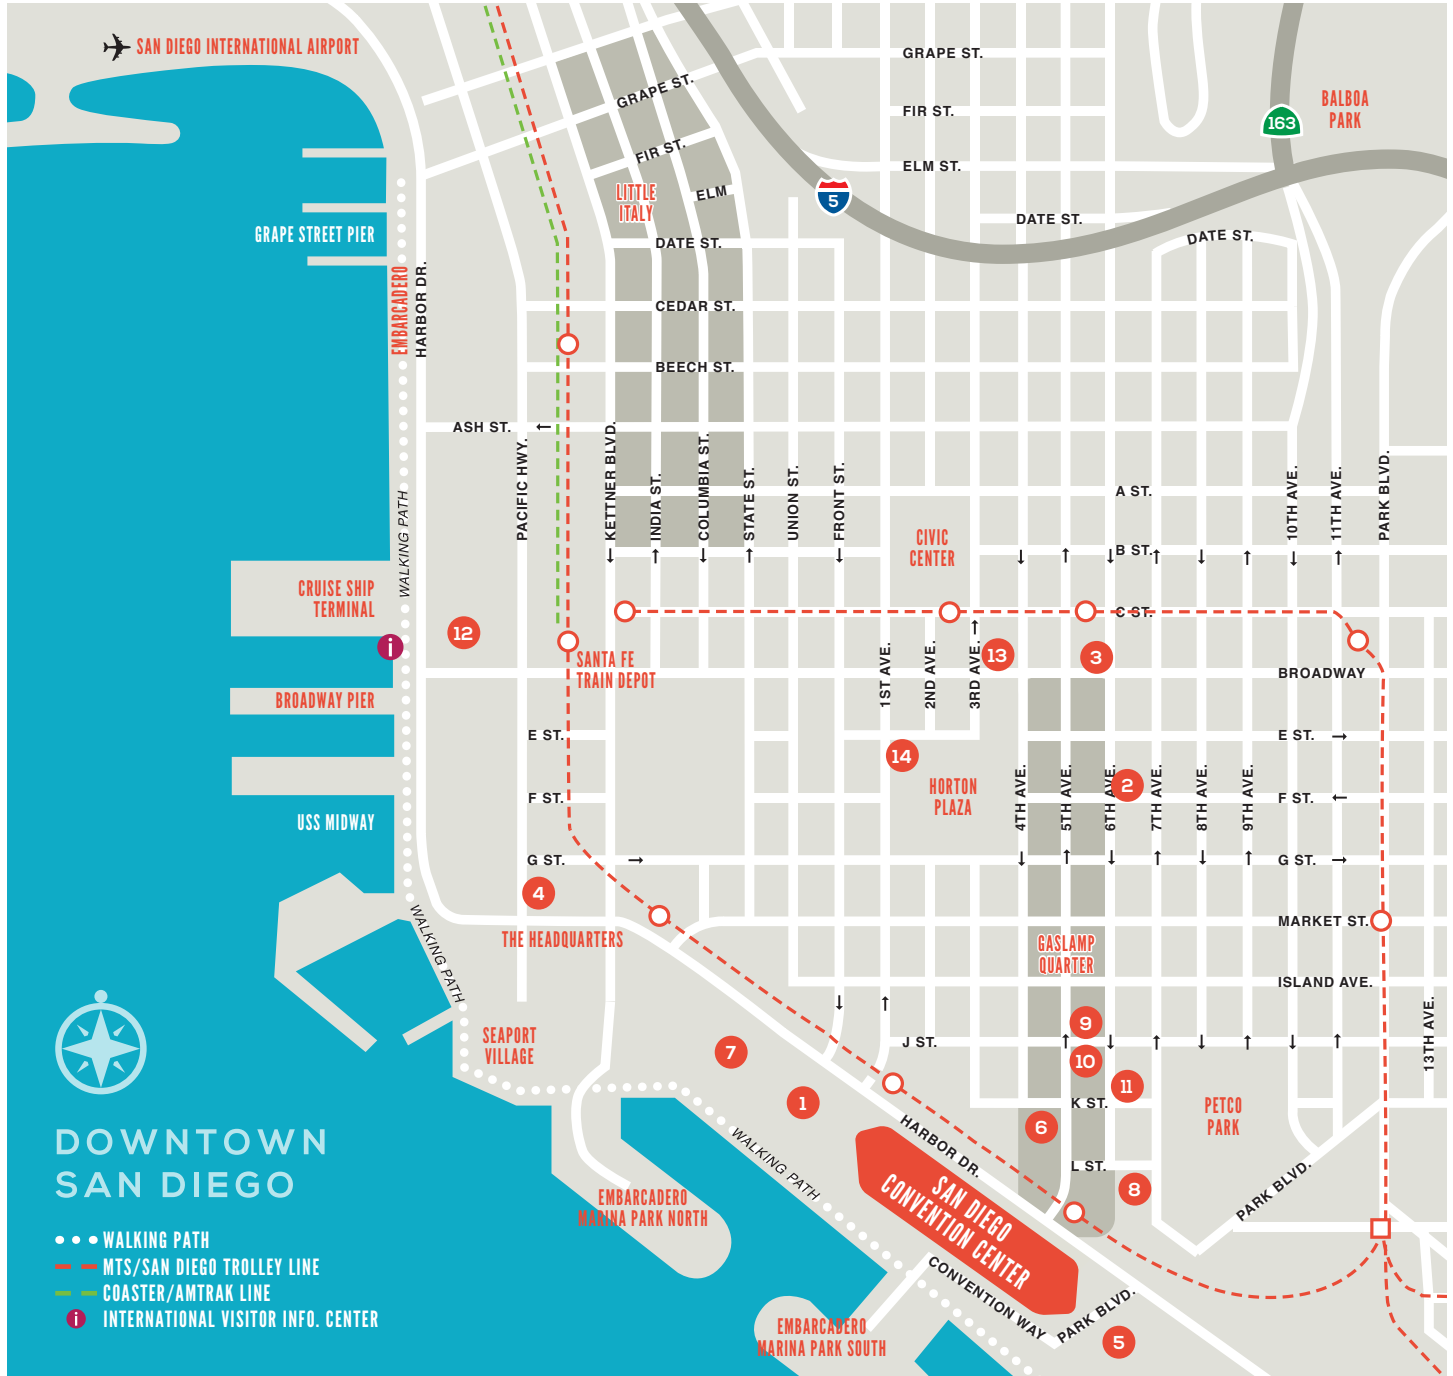 SAN DIEGO INTERNATIONAL AIRPORT
GRAPE ST.
GRAPE ST.
FIR ST.
FIR ST.
163
BALBOA
PARK
ELM ST.
ELM
LITTLE
ITALY
5
DATE ST.
DATE ST.
DATE ST.
GRAPE STREET PIER
EMBARCADERO
HARBOR DR.
CEDAR ST.
BEECH ST.
ASH ST.
PACIFIC HWY.
KETTNER BLVD.
INDIA ST.
COLUMBIA ST.
STATE ST.
UNION ST.
FRONT ST.
A ST.
10TH AVE.
11TH AVE.
PARK BLVD.
WALKING PATH
CIVIC
CENTER
B ST.
CRUISE SHIP
TERMINAL
C ST.
i
12
SANTA FE
TRAIN DEPOT
1ST AVE.
2ND AVE.
3RD AVE.
13
3
BROADWAY
BROADWAY PIER
E ST.
14
E ST.
HORTON
PLAZA
4TH AVE.
5TH AVE.
6TH AVE.
2
7TH AVE.
8TH AVE.
9TH AVE.
F ST.
F ST.
USS MIDWAY
G ST.
G ST.
4
THE HEADQUARTERS
MARKET ST.
WALKING PATH
GASLAMP
QUARTER
ISLAND AVE.
13TH AVE.
SEAPORT
VILLAGE
7
9
J ST.
10
1
11
K ST.
PETCO
PARK
6
HARBOR DR.
L ST.
8
PARK BLVD.
WALKING PATH
SAN DIEGO
CONVENTION CENTER
EMBARCADERO
MARINA PARK NORTH
CONVENTION WAY
PARK BLVD.
5
EMBARCADERO
MARINA PARK SOUTH
DOWNTOWN
SAN DIEGO
WALKING PATH
MTS/SAN DIEGO TROLLEY LINE
COASTER/AMTRAK LINE
i INTERNATIONAL VISITOR INFO. CENTER